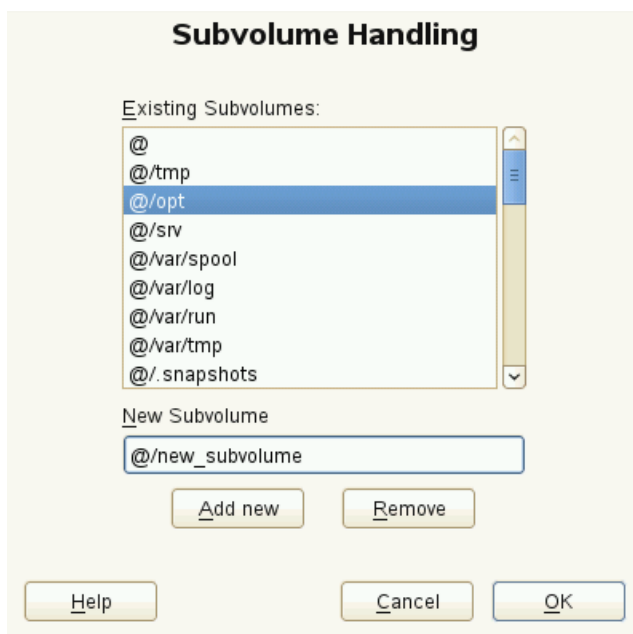 Subvolume Handling
Existing Subvolumes:
@
@/tmp
@/opt
@/srv
@/var/spool
@/var/log
@/var/run
@/var/tmp
@/.snapshots
New Subvolume
@/new_subvolume
Add new Remove
Help Cancel OK